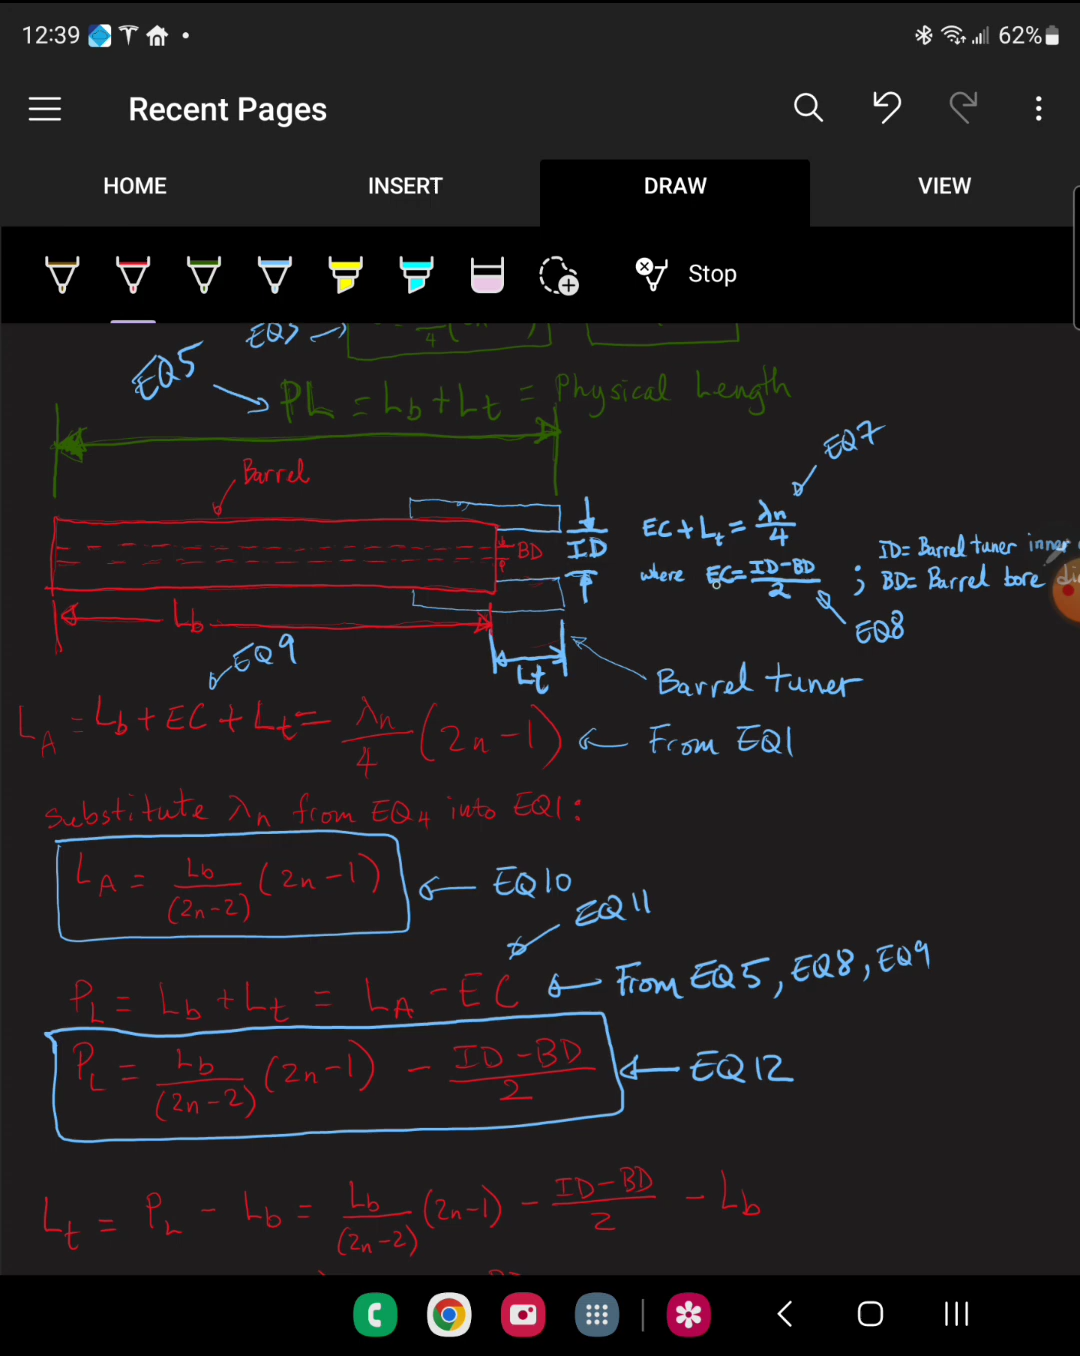 12:39 62%
Recent Pages
HOME INSERT DRAW VIEW
Stop
EQ5
PL = Lb + Lt = Physical Length
EQ7
Barrel
EC + Lt = λn/4
BD ID
ID= Barrel tuner inner
where EC= ID-BD/2 ; BD= Barrel bore
EQ8
Lb
EQ9
Lt
Barrel tuner
LA = Lb + EC + Lt = λn/4 (2n-1) From EQ1
Substitute λn from EQ4 into EQ1:
LA = Lb/(2n-2) (2n-1) EQ10
EQ11
PL = Lb + Lt = LA - EC From EQ5, EQ8, EQ9
PL = Lb/(2n-2) (2n-1) - ID-BD/2 EQ12
Lt = PL - Lb = Lb/(2n-2) (2n-1) - ID-BD/2 - Lb